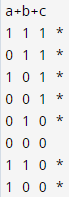 a+b+c
1 1 1 *
0 1 1 *
1 0 1 *
0 0 1 *
0 1 0 *
0 0 0
1 1 0 *
1 0 0 *